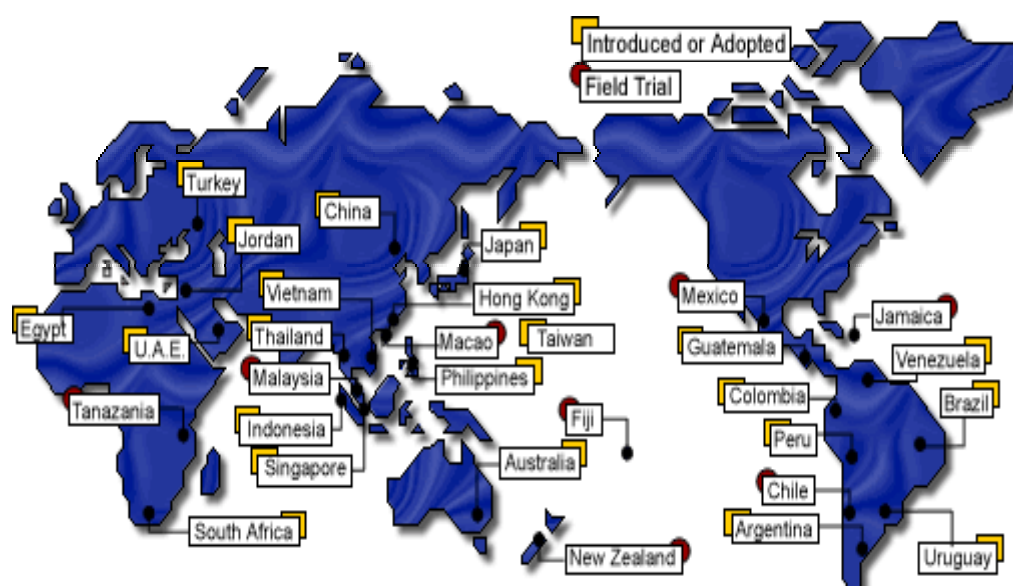 Introduced or Adopted
Field Trial
Turkey
China
Jordan
Japan
Vietnam
Hong Kong
Egypt
U.A.E.
Thailand
Macao
Taiwan
Malaysia
Philippines
Tanazania
Indonesia
Fiji
Singapore
Australia
South Africa
New Zealand
Mexico
Jamaica
Guatemala
Venezuela
Colombia
Brazil
Peru
Chile
Argentina
Uruguay